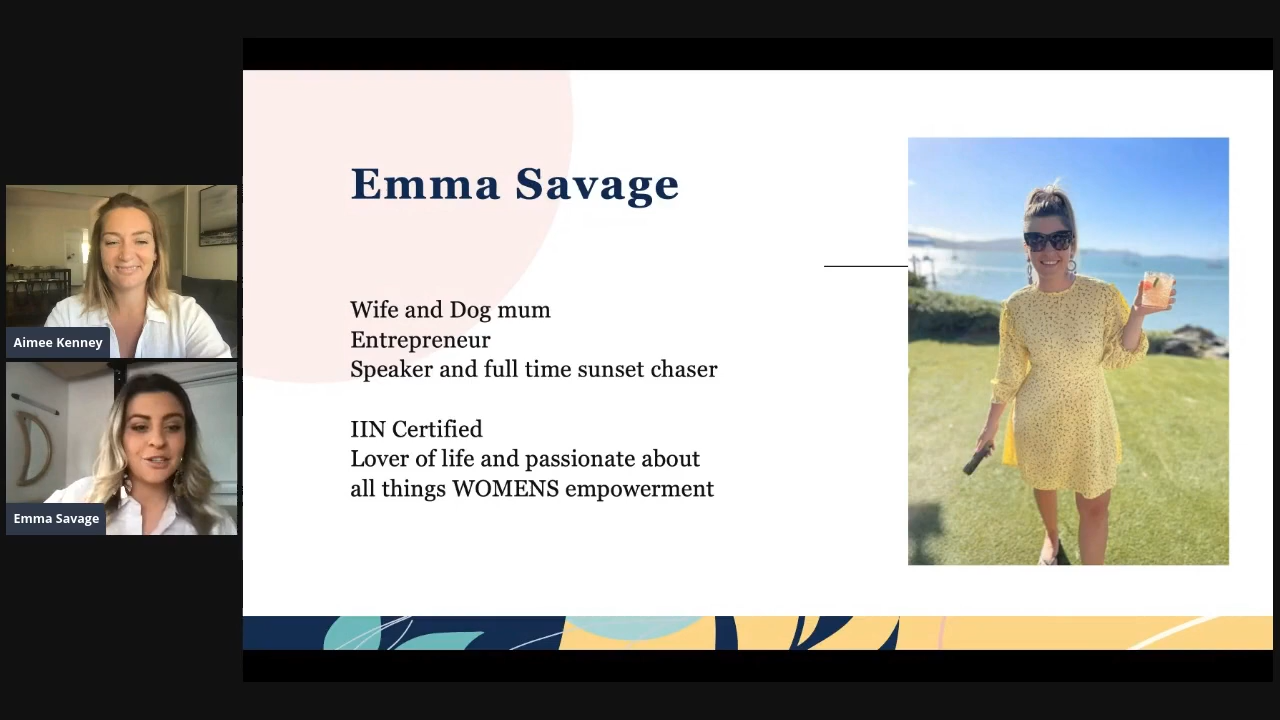 Aimee Kenney
Emma Savage
Emma Savage
Wife and Dog mum
Entrepreneur
Speaker and full time sunset chaser
IIN Certified
Lover of life and passionate about
all things WOMENS empowerment